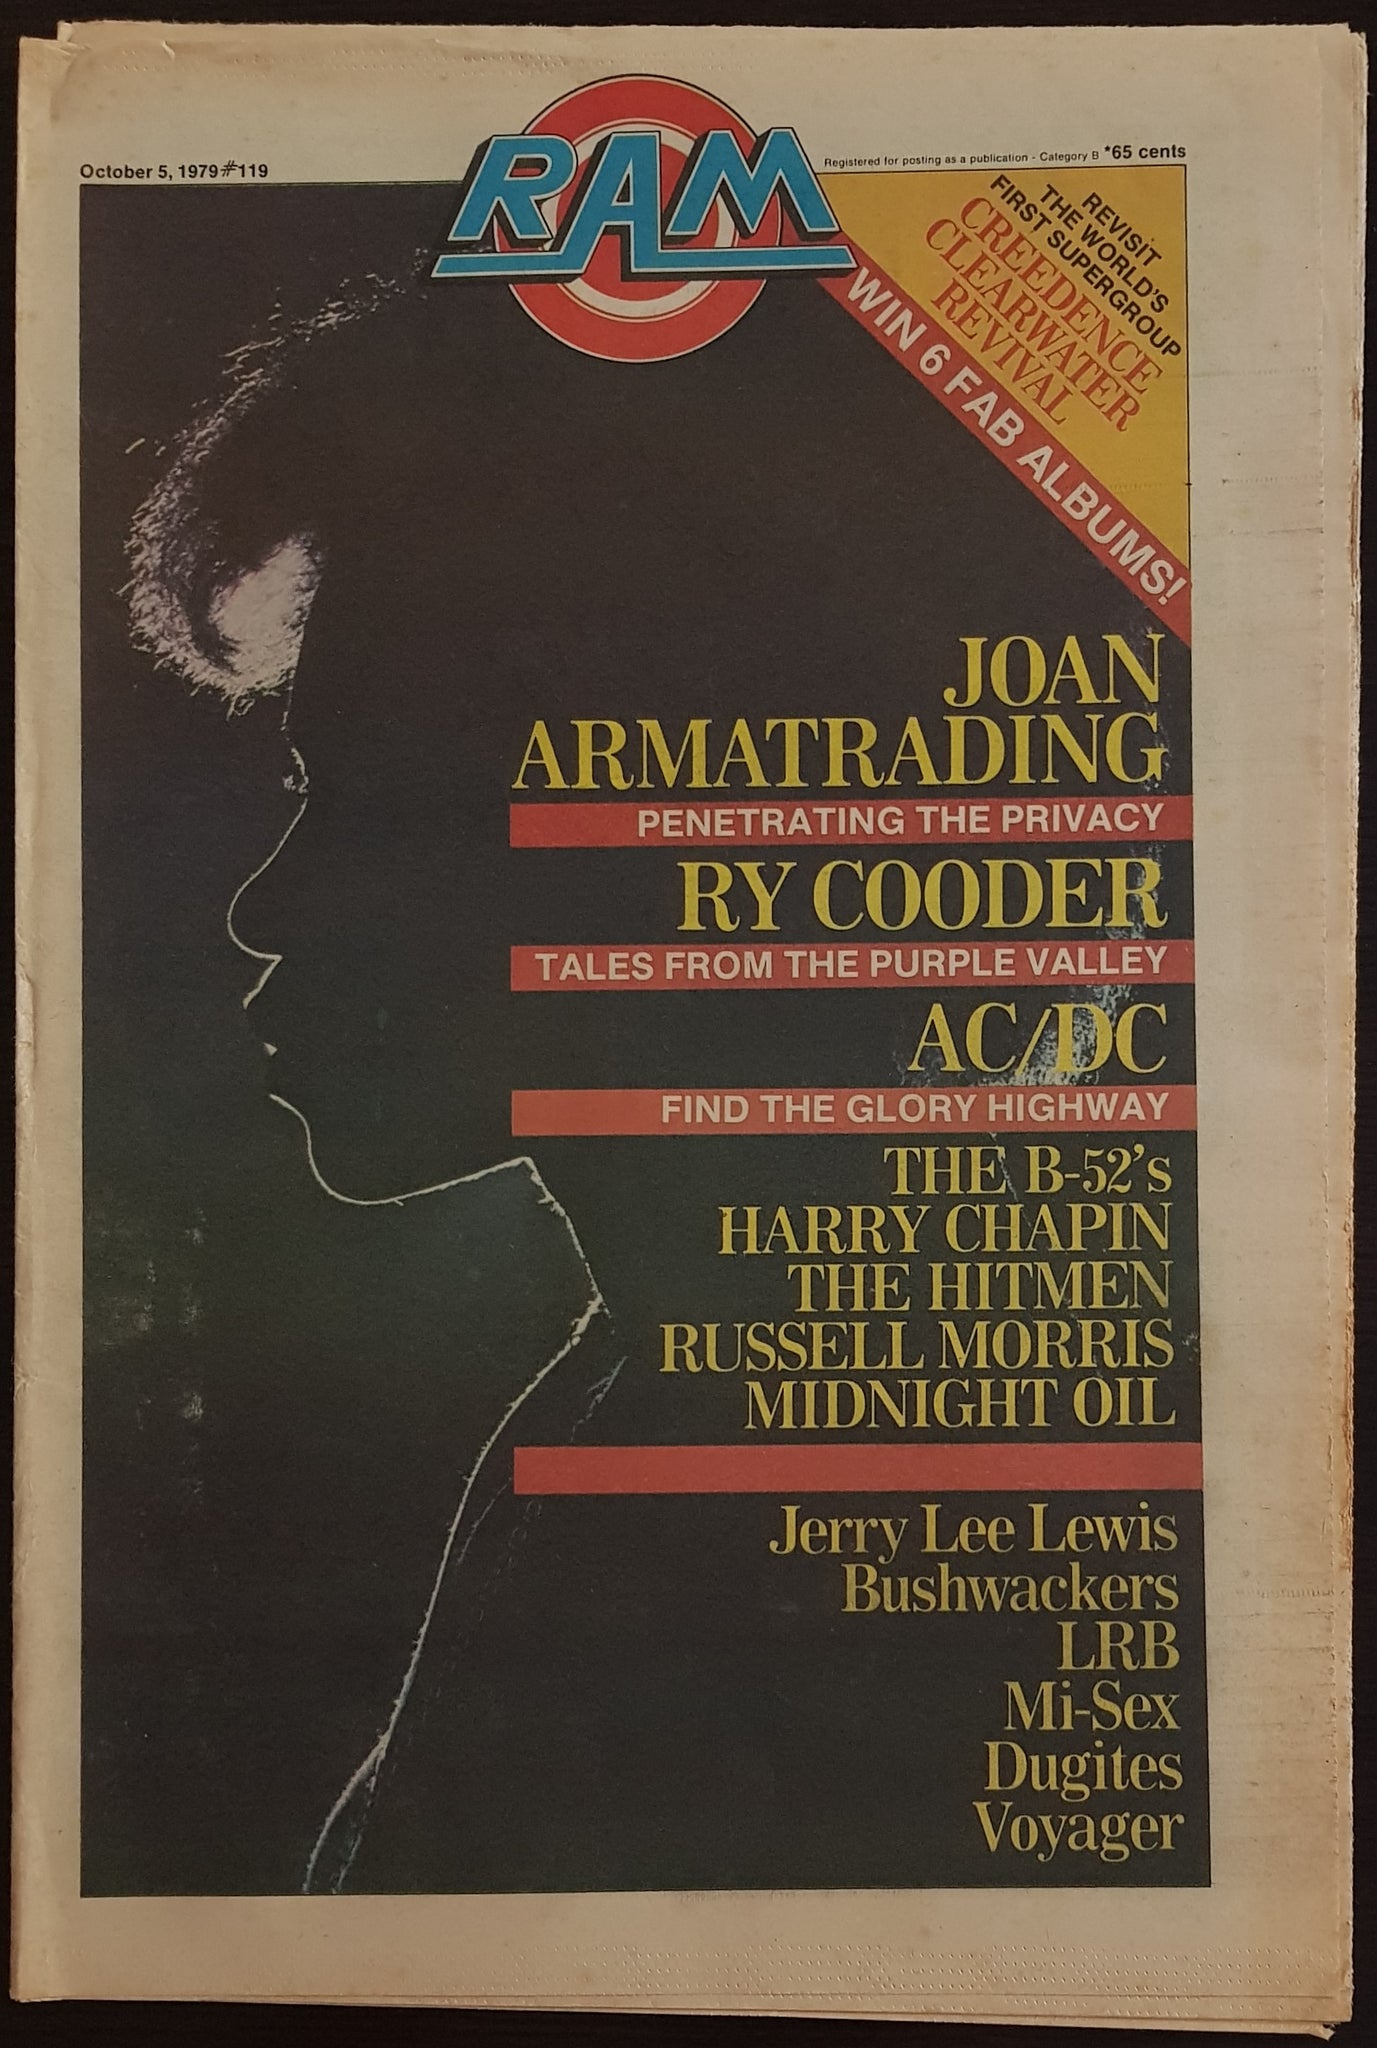 October 5, 1979 #119
RAM
Registered for posting as a publication - Category B *65 cents
REVISIT
THE WORLD'S
FIRST SUPERGROUP
CREEDENCE
CLEARWATER
REVIVAL
WIN 6 FAB ALBUMS!
JOAN
ARMATRADING
PENETRATING THE PRIVACY
RY COODER
TALES FROM THE PURPLE VALLEY
AC/DC
FIND THE GLORY HIGHWAY
THE B-52's
HARRY CHAPIN
THE HITMEN
RUSSELL MORRIS
MIDNIGHT OIL
Jerry Lee Lewis
Bushwackers
LRB
Mi-Sex
Dugites
Voyager